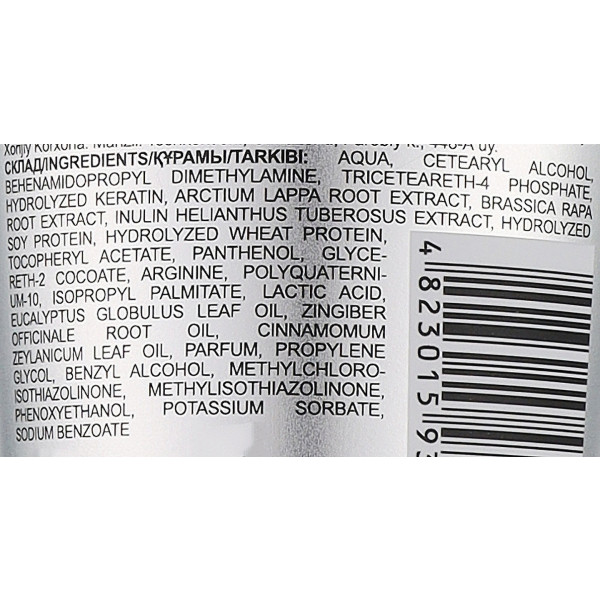 Xorijiy Korxona.
СКЛАД/INGREDIENTS/ҚҰРАМЫ/TARKIBI: AQUA, CETEARYL ALCOHOL,
BEHENAMIDOPROPYL DIMETHYLAMINE, TRICETEARETH-4 PHOSPHATE,
HYDROLYZED KERATIN, ARCTIUM LAPPA ROOT EXTRACT, BRASSICA RAPA
ROOT EXTRACT, INULIN HELIANTHUS TUBEROSUS EXTRACT, HYDROLYZED
SOY PROTEIN, HYDROLYZED WHEAT PROTEIN,
TOCOPHERYL ACETATE, PANTHENOL, GLYCE-
RETH-2 COCOATE, ARGININE, POLYQUATERNI-
UM-10, ISOPROPYL PALMITATE, LACTIC ACID,
EUCALYPTUS GLOBULUS LEAF OIL, ZINGIBER
OFFICINALE ROOT OIL, CINNAMOMUM
ZEYLANICUM LEAF OIL, PARFUM, PROPYLENE
GLYCOL, BENZYL ALCOHOL, METHYLCHLORO-
ISOTHIAZOLINONE, METHYLISOTHIAZOLINONE,
PHENOXYETHANOL, POTASSIUM SORBATE,
SODIUM BENZOATE
4 823015 93